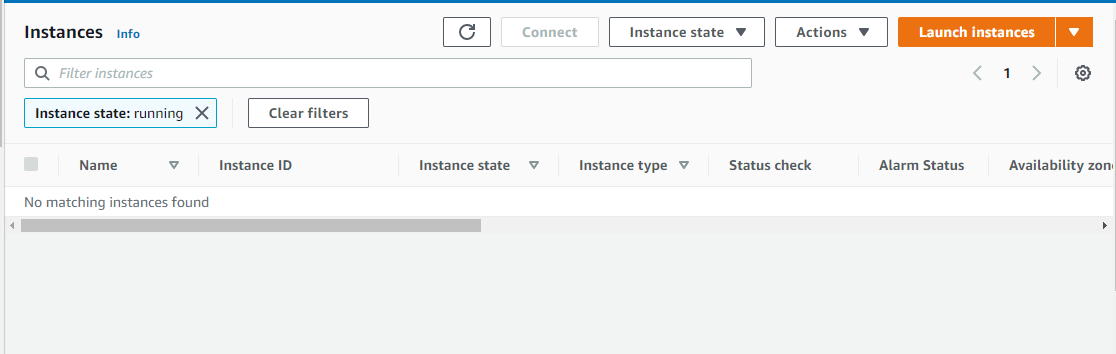 Instances Info Connect Instance state Actions Launch instances
Filter instances 1
Instance state: running Clear filters
Name Instance ID Instance state Instance type Status check Alarm Status Availability zon
No matching instances found